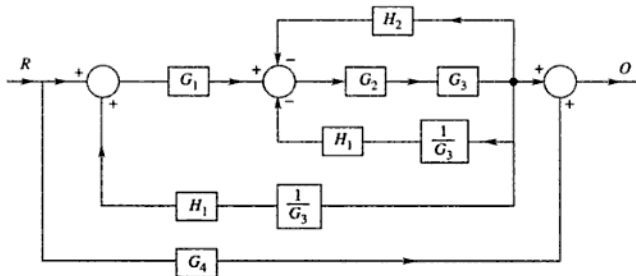 H₂
− 
R + + G₁ + − G₂ G₃ + O
+ − +
H₁ 1/G₃
H₁ 1/G₃
G₄